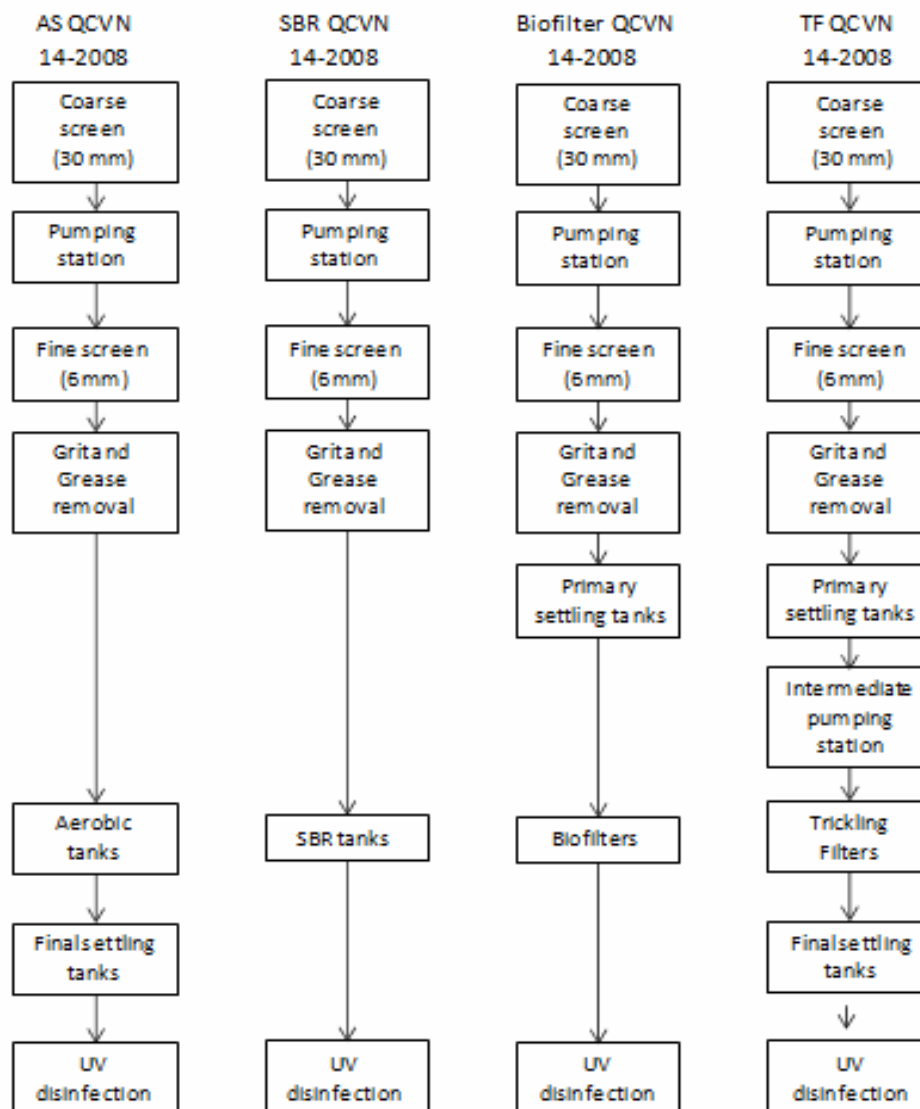 AS QCVN
14-2008
Coarse
screen
(30 mm)
Pumping
station
Fine screen
(6mm)
Grit and
Grease
removal
Aerobic
tanks
Final settling
tanks
UV
disinfection
SBR QCVN
14-2008
Coarse
screen
(30 mm)
Pumping
station
Fine screen
(6mm)
Grit and
Grease
removal
SBR tanks
UV
disinfection
Biofilter QCVN
14-2008
Coarse
screen
(30 mm)
Pumping
station
Fine screen
(6mm)
Grit and
Grease
removal
Primary
settling tanks
Biofilters
UV
disinfection
TF QCVN
14-2008
Coarse
screen
(30 mm)
Pumping
station
Fine screen
(6mm)
Grit and
Grease
removal
Primary
settling tanks
Intermediate
pumping
station
Trickling
Filters
Final settling
tanks
UV
disinfection